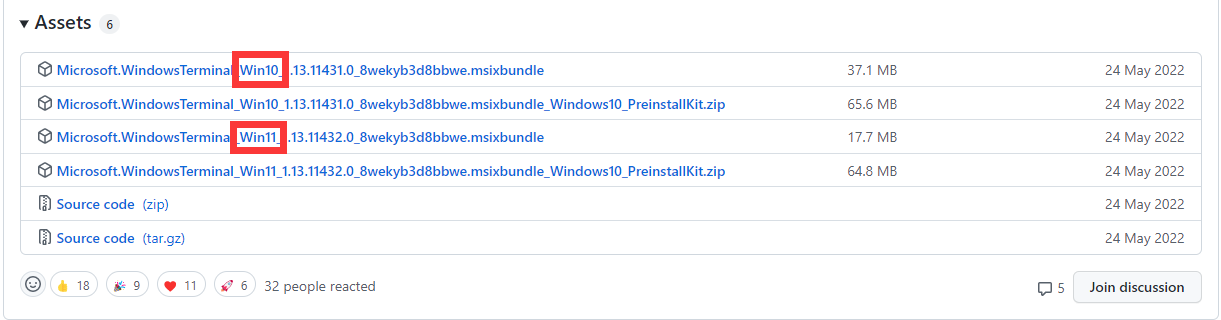 Assets 6
Microsoft.WindowsTerminal_Win10_1.13.11431.0_8wekyb3d8bbwe.msixbundle 37.1 MB 24 May 2022
Microsoft.WindowsTerminal_Win10_1.13.11431.0_8wekyb3d8bbwe.msixbundle_Windows10_PreinstallKit.zip 65.6 MB 24 May 2022
Microsoft.WindowsTerminal_Win11_1.13.11432.0_8wekyb3d8bbwe.msixbundle 17.7 MB 24 May 2022
Microsoft.WindowsTerminal_Win11_1.13.11432.0_8wekyb3d8bbwe.msixbundle_Windows10_PreinstallKit.zip 64.8 MB 24 May 2022
Source code (zip) 24 May 2022
Source code (tar.gz) 24 May 2022
18 9 11 6 32 people reacted 5 Join discussion